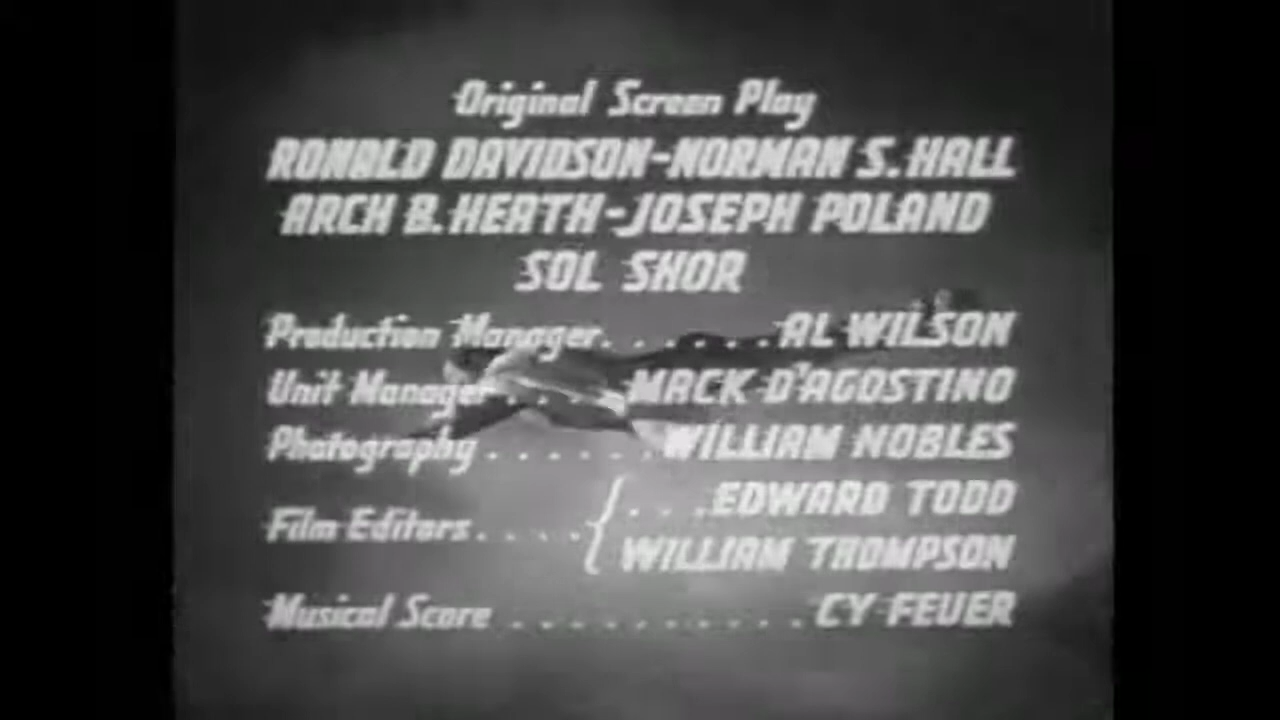 Original Screen Play
RONALD DAVIDSON-NORMAN S. HALL
ARCH B. HEATH-JOSEPH POLAND
SOL SHOR
Production Manager. . . . . . . AL WILSON
Unit Manager . . . MACK D'AGOSTINO
Photography . . . . . . WILLIAM NOBLES
Film Editors . . . . . { . . . EDWARD TODD
WILLIAM THOMPSON
Musical Score . . . . . . . . . . . CY FEUER